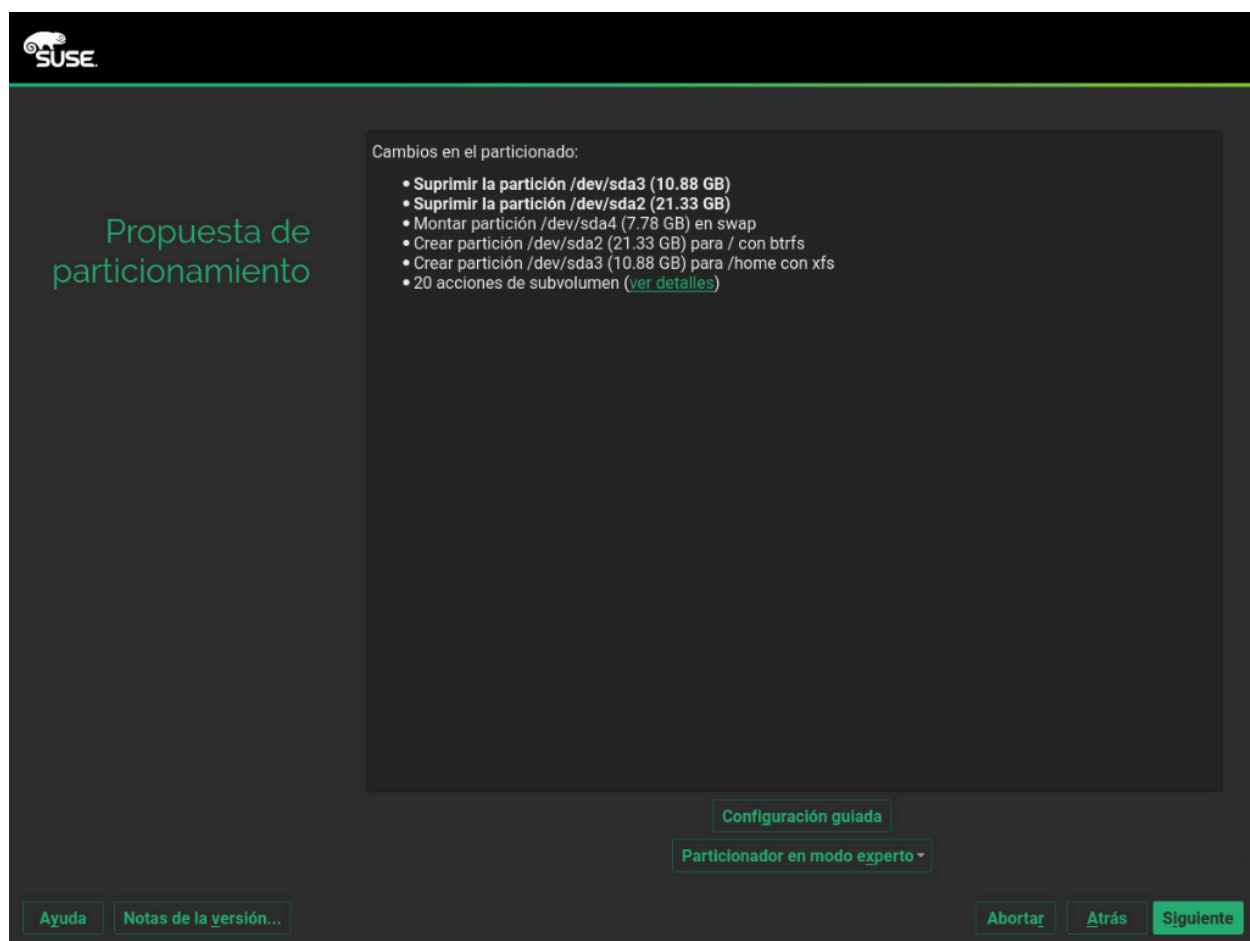 SUSE.
Propuesta de
particionamiento
Cambios en el particionado:
• Suprimir la partición /dev/sda3 (10.88 GB)
• Suprimir la partición /dev/sda2 (21.33 GB)
• Montar partición /dev/sda4 (7.78 GB) en swap
• Crear partición /dev/sda2 (21.33 GB) para / con btrfs
• Crear partición /dev/sda3 (10.88 GB) para /home con xfs
• 20 acciones de subvolumen (ver detalles)
Configuración guiada
Particionador en modo experto
Ayuda
Notas de la versión...
Abortar
Atrás
Siguiente